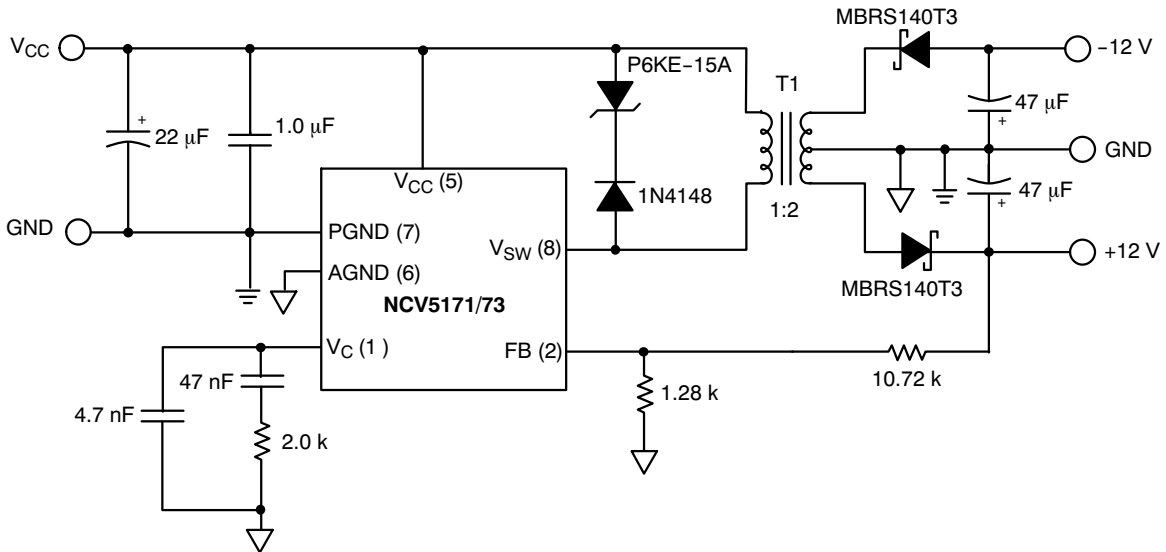 MBRS140T3
V_CC
P6KE−15A
T1
−12 V
+
22 μF
1.0 μF
47 μF
+
V_CC (5)
GND
47 μF
1N4148
+
1:2
GND
PGND (7)
V_SW (8)
+12 V
AGND (6)
MBRS140T3
NCV5171/73
V_C (1 )
FB (2)
47 nF
10.72 k
4.7 nF
1.28 k
2.0 k